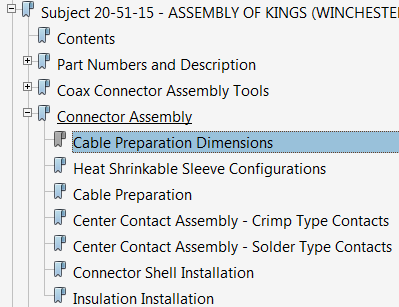 Subject 20-51-15 - ASSEMBLY OF KINGS (WINCHESTE
Contents
Part Numbers and Description
Coax Connector Assembly Tools
Connector Assembly
Cable Preparation Dimensions
Heat Shrinkable Sleeve Configurations
Cable Preparation
Center Contact Assembly - Crimp Type Contacts
Center Contact Assembly - Solder Type Contacts
Connector Shell Installation
Insulation Installation